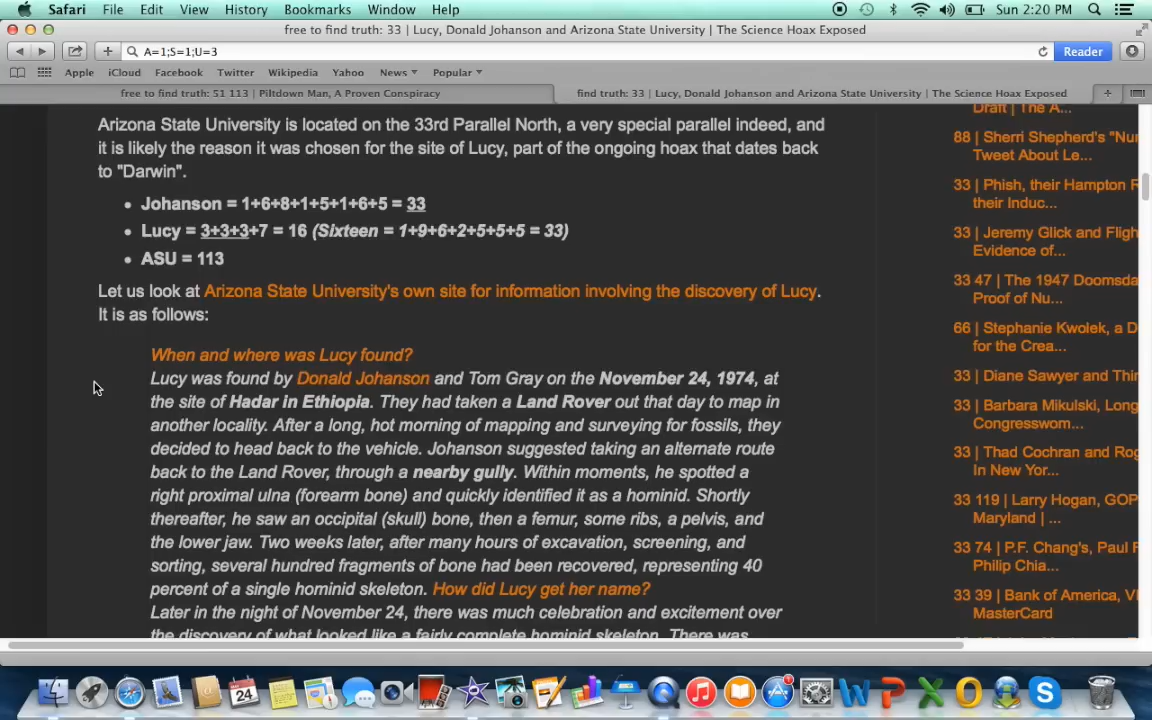 Safari File Edit View History Bookmarks Window Help Sun 2:20 PM
free to find truth: 33 | Lucy, Donald Johanson and Arizona State University | The Science Hoax Exposed
A=1;S=1;U=3 Reader
Apple iCloud Facebook Twitter Wikipedia Yahoo News Popular
free to find truth: 51 113 | Piltdown Man, A Proven Conspiracy
find truth: 33 | Lucy, Donald Johanson and Arizona State University | The Science Hoax Exposed
Arizona State University is located on the 33rd Parallel North, a very special parallel indeed, and
it is likely the reason it was chosen for the site of Lucy, part of the ongoing hoax that dates back
to "Darwin".
• Johanson = 1+6+8+1+5+1+6+5 = 33
• Lucy = 3+3+3+7 = 16 (Sixteen = 1+9+6+2+5+5+5 = 33)
• ASU = 113
Let us look at Arizona State University's own site for information involving the discovery of Lucy.
It is as follows:
When and where was Lucy found?
Lucy was found by Donald Johanson and Tom Gray on the November 24, 1974, at
the site of Hadar in Ethiopia. They had taken a Land Rover out that day to map in
another locality. After a long, hot morning of mapping and surveying for fossils, they
decided to head back to the vehicle. Johanson suggested taking an alternate route
back to the Land Rover, through a nearby gully. Within moments, he spotted a
right proximal ulna (forearm bone) and quickly identified it as a hominid. Shortly
thereafter, he saw an occipital (skull) bone, then a femur, some ribs, a pelvis, and
the lower jaw. Two weeks later, after many hours of excavation, screening, and
sorting, several hundred fragments of bone had been recovered, representing 40
percent of a single hominid skeleton. How did Lucy get her name?
Later in the night of November 24, there was much celebration and excitement over
the discovery of what looked like a fairly complete hominid skeleton. There was
Draft | The A...
88 | Sherri Shepherd's "Nu
Tweet About Le...
33 | Phish, their Hampton R
their Induc...
33 | Jeremy Glick and Fligh
Evidence of...
33 47 | The 1947 Doomsda
Proof of Nu...
66 | Stephanie Kwolek, a D
for the Crea...
33 | Diane Sawyer and Thi
33 | Barbara Mikulski, Long
Congresswom...
33 | Thad Cochran and Rog
In New Yor...
33 119 | Larry Hogan, GOP
Maryland | ...
33 74 | P.F. Chang's, Paul F
Philip Chia...
33 39 | Bank of America, VI
MasterCard
24